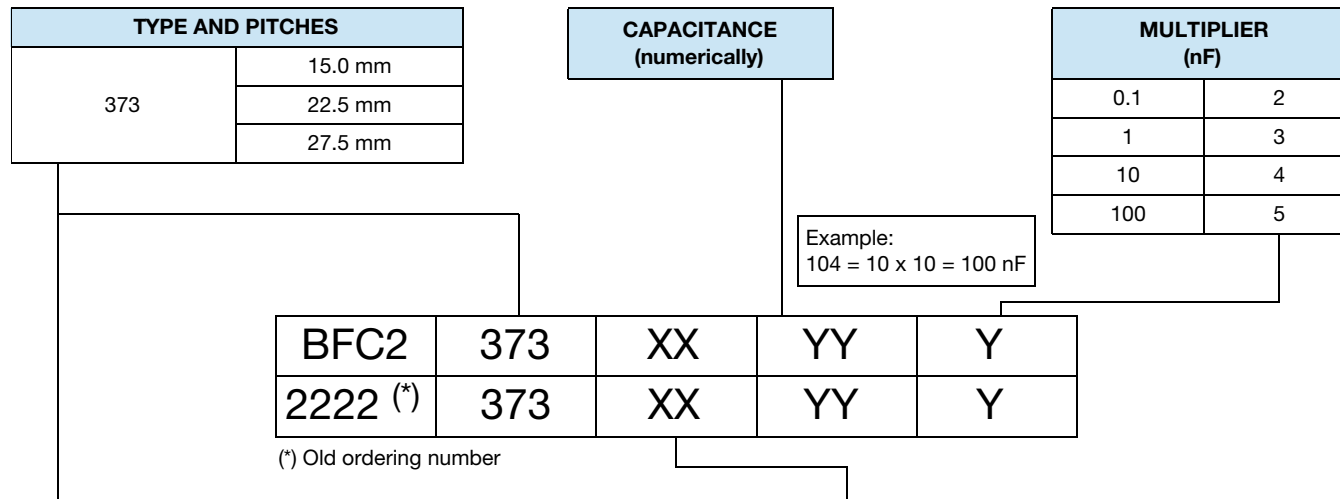 TYPE AND PITCHES
373
15.0 mm
22.5 mm
27.5 mm
CAPACITANCE
(numerically)
MULTIPLIER
(nF)
0.1 2
1 3
10 4
100 5
Example:
104 = 10 x 10 = 100 nF
BFC2 373 XX YY Y
2222 (*) 373 XX YY Y
(*) Old ordering number